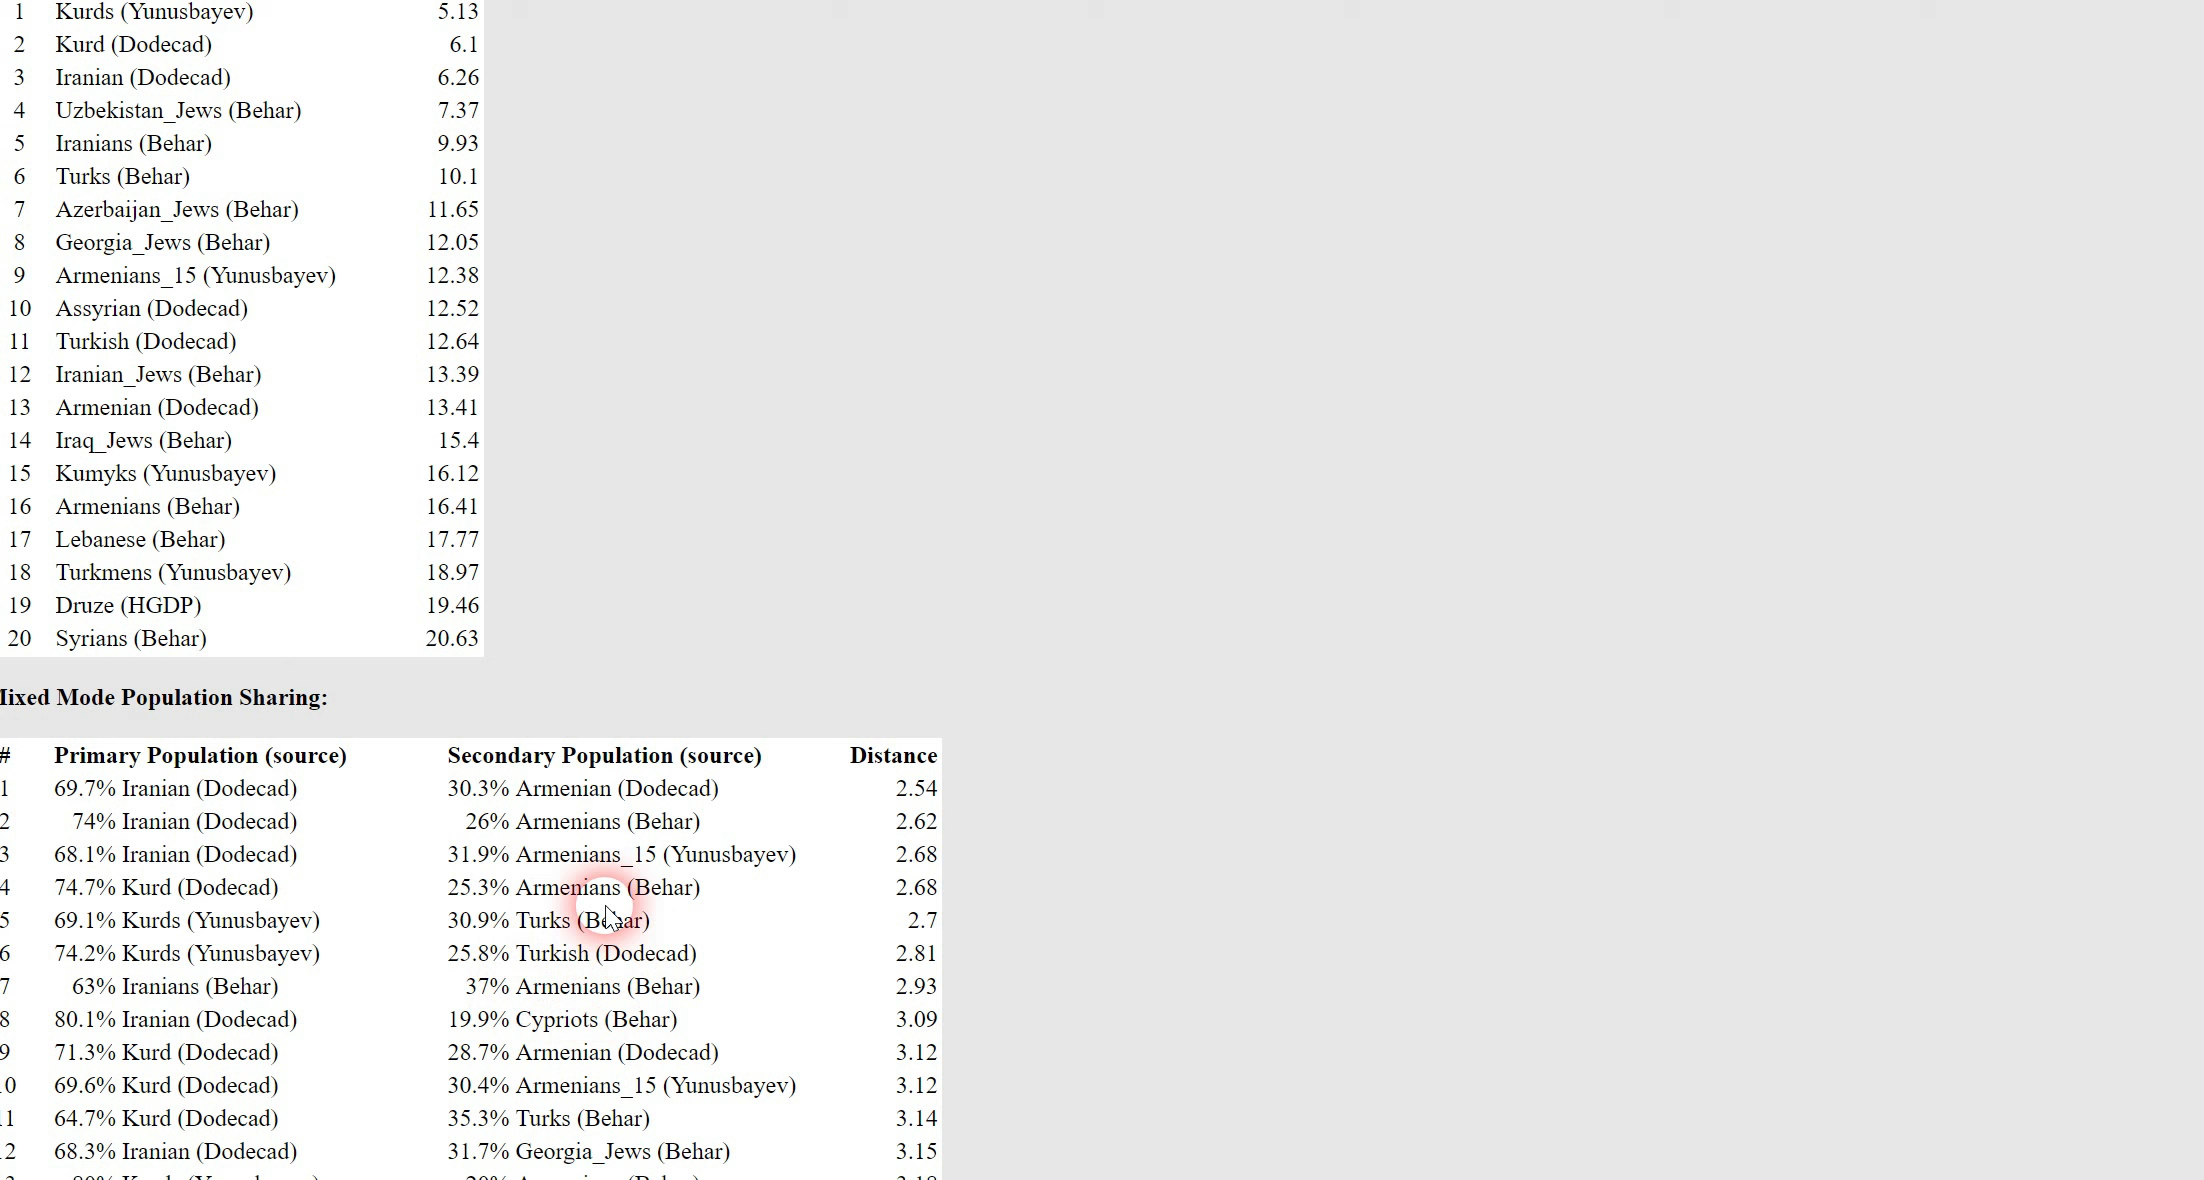 1 Kurds (Yunusbayev) 5.13
2 Kurd (Dodecad) 6.1
3 Iranian (Dodecad) 6.26
4 Uzbekistan_Jews (Behar) 7.37
5 Iranians (Behar) 9.93
6 Turks (Behar) 10.1
7 Azerbaijan_Jews (Behar) 11.65
8 Georgia_Jews (Behar) 12.05
9 Armenians_15 (Yunusbayev) 12.38
10 Assyrian (Dodecad) 12.52
11 Turkish (Dodecad) 12.64
12 Iranian_Jews (Behar) 13.39
13 Armenian (Dodecad) 13.41
14 Iraq_Jews (Behar) 15.4
15 Kumyks (Yunusbayev) 16.12
16 Armenians (Behar) 16.41
17 Lebanese (Behar) 17.77
18 Turkmens (Yunusbayev) 18.97
19 Druze (HGDP) 19.46
20 Syrians (Behar) 20.63
Mixed Mode Population Sharing:
# Primary Population (source) Secondary Population (source) Distance
1 69.7% Iranian (Dodecad) 30.3% Armenian (Dodecad) 2.54
2 74% Iranian (Dodecad) 26% Armenians (Behar) 2.62
3 68.1% Iranian (Dodecad) 31.9% Armenians_15 (Yunusbayev) 2.68
4 74.7% Kurd (Dodecad) 25.3% Armenians (Behar) 2.68
5 69.1% Kurds (Yunusbayev) 30.9% Turks (Behar) 2.7
6 74.2% Kurds (Yunusbayev) 25.8% Turkish (Dodecad) 2.81
7 63% Iranians (Behar) 37% Armenians (Behar) 2.93
8 80.1% Iranian (Dodecad) 19.9% Cypriots (Behar) 3.09
9 71.3% Kurd (Dodecad) 28.7% Armenian (Dodecad) 3.12
0 69.6% Kurd (Dodecad) 30.4% Armenians_15 (Yunusbayev) 3.12
1 64.7% Kurd (Dodecad) 35.3% Turks (Behar) 3.14
2 68.3% Iranian (Dodecad) 31.7% Georgia_Jews (Behar) 3.15